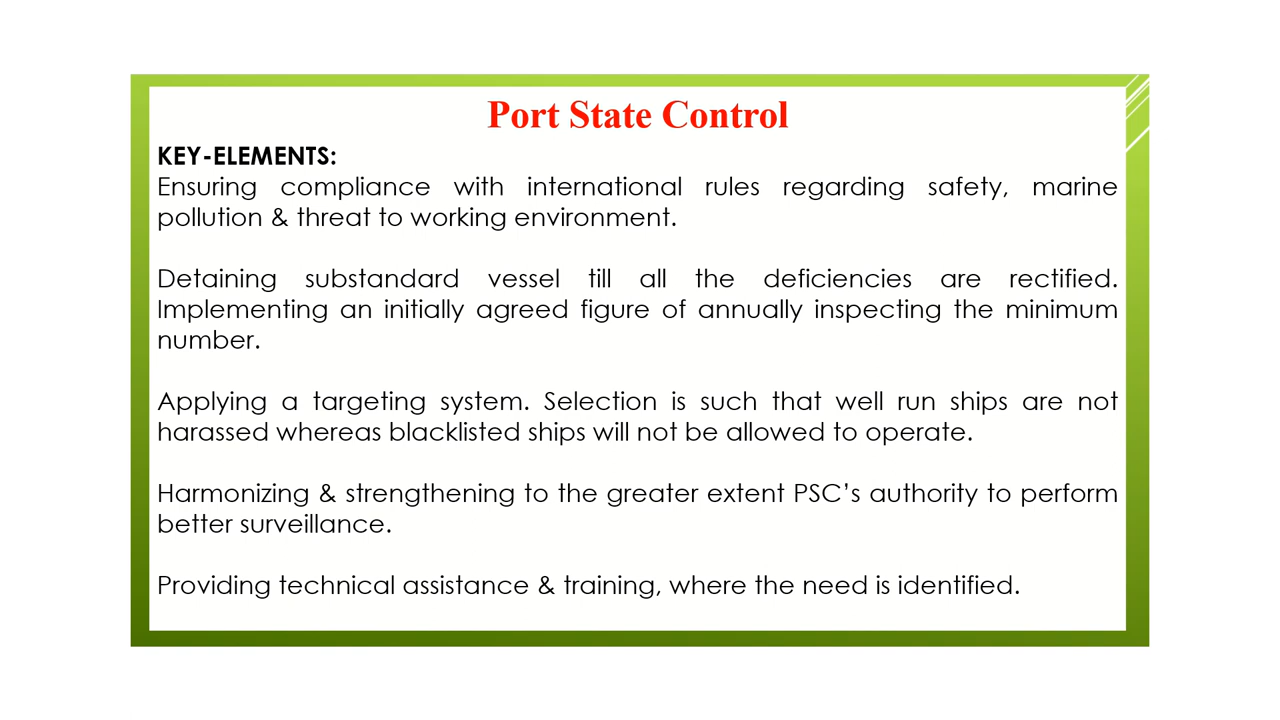 Port State Control
KEY-ELEMENTS:
Ensuring compliance with international rules regarding safety, marine
pollution & threat to working environment.
Detaining substandard vessel till all the deficiencies are rectified.
Implementing an initially agreed figure of annually inspecting the minimum
number.
Applying a targeting system. Selection is such that well run ships are not
harassed whereas blacklisted ships will not be allowed to operate.
Harmonizing & strengthening to the greater extent PSC’s authority to perform
better surveillance.
Providing technical assistance & training, where the need is identified.